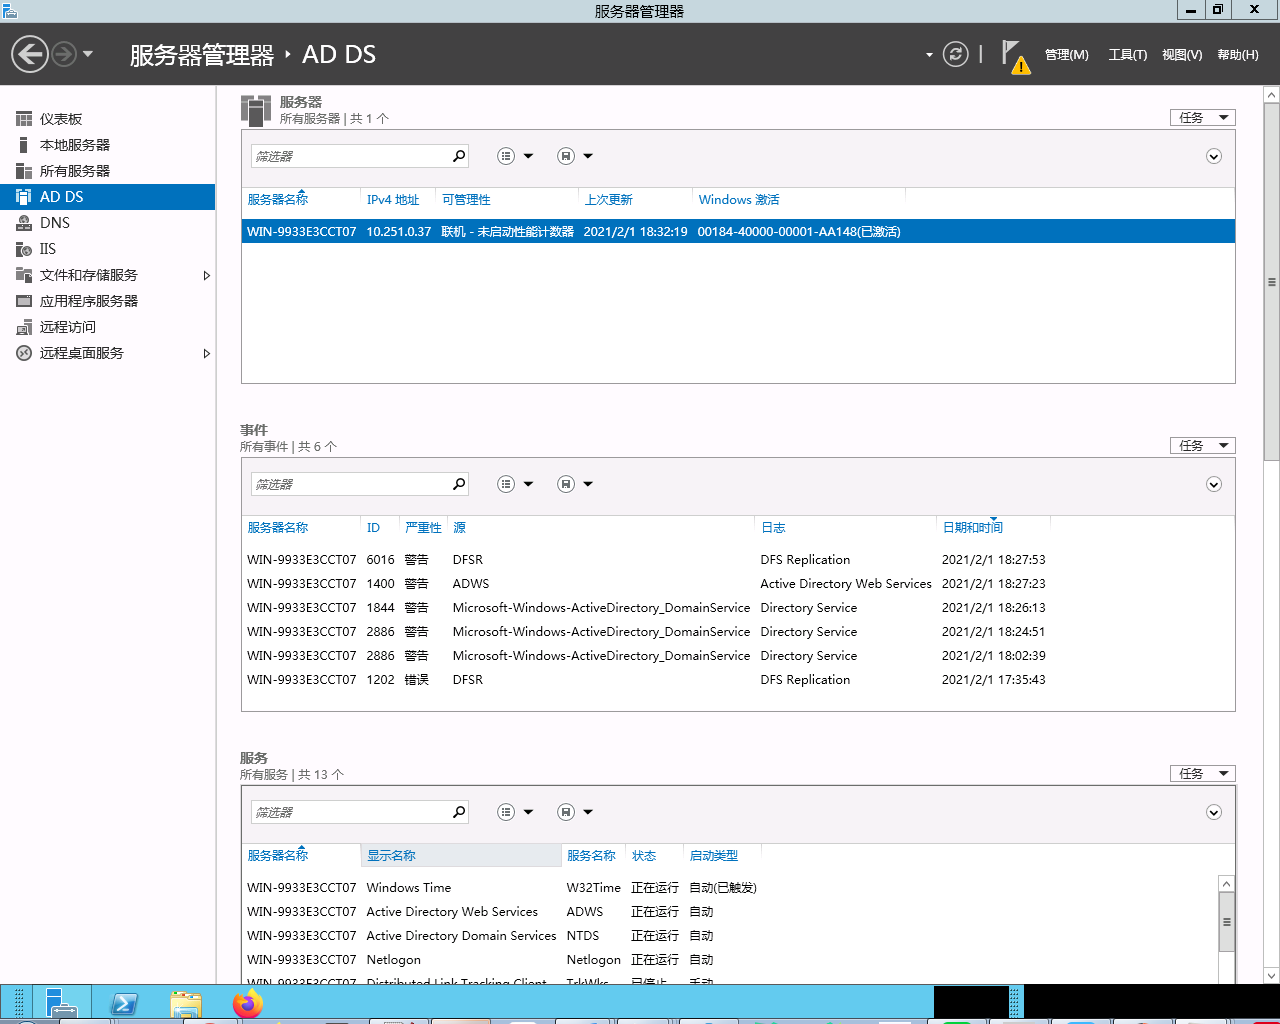 服务器管理器
服务器管理器 ‣ AD DS
管理(M) 工具(T) 视图(V) 帮助(H)
仪表板
本地服务器
所有服务器
AD DS
DNS
IIS
文件和存储服务
应用程序服务器
远程访问
远程桌面服务
服务器
所有服务器 | 共 1 个
任务
筛选器
服务器名称 IPv4 地址 可管理性 上次更新 Windows 激活
WIN-9933E3CCT07 10.251.0.37 联机 - 未启动性能计数器 2021/2/1 18:32:19 00184-40000-00001-AA148(已激活)
事件
所有事件 | 共 6 个
任务
筛选器
服务器名称 ID 严重性 源 日志 日期和时间
WIN-9933E3CCT07 6016 警告 DFSR DFS Replication 2021/2/1 18:27:53
WIN-9933E3CCT07 1400 警告 ADWS Active Directory Web Services 2021/2/1 18:27:23
WIN-9933E3CCT07 1844 警告 Microsoft-Windows-ActiveDirectory_DomainService Directory Service 2021/2/1 18:26:13
WIN-9933E3CCT07 2886 警告 Microsoft-Windows-ActiveDirectory_DomainService Directory Service 2021/2/1 18:24:51
WIN-9933E3CCT07 2886 警告 Microsoft-Windows-ActiveDirectory_DomainService Directory Service 2021/2/1 18:02:39
WIN-9933E3CCT07 1202 错误 DFSR DFS Replication 2021/2/1 17:35:43
服务
所有服务 | 共 13 个
任务
筛选器
服务器名称 显示名称 服务名称 状态 启动类型
WIN-9933E3CCT07 Windows Time W32Time 正在运行 自动(已触发)
WIN-9933E3CCT07 Active Directory Web Services ADWS 正在运行 自动
WIN-9933E3CCT07 Active Directory Domain Services NTDS 正在运行 自动
WIN-9933E3CCT07 Netlogon Netlogon 正在运行 自动
WIN-9933E3CCT07 Distributed Link Tracking Client TrkWks 已停止 手动